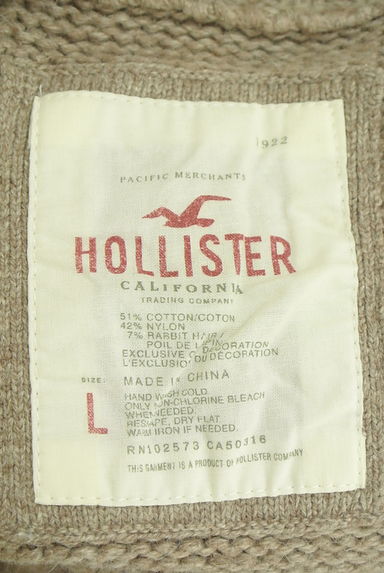 1922
PACIFIC MERCHANTS
HOLLISTER
CALIFORNIA
TRADING COMPANY
51% COTTON/COTON
42% NYLON
7% RABBIT HAIR/
POIL DE LAPIN
EXCLUSIVE OF DECORATION
L'EXCLUSION DU DÉCORATION
SIZE: MADE IN CHINA
L
HAND WASH COLD
ONLY NON-CHLORINE BLEACH
WHEN NEEDED.
RESHAPE, DRY FLAT
WARM IRON IF NEEDED.
RN102573 CA50316
THIS GARMENT IS A PRODUCT OF HOLLISTER COMPANY